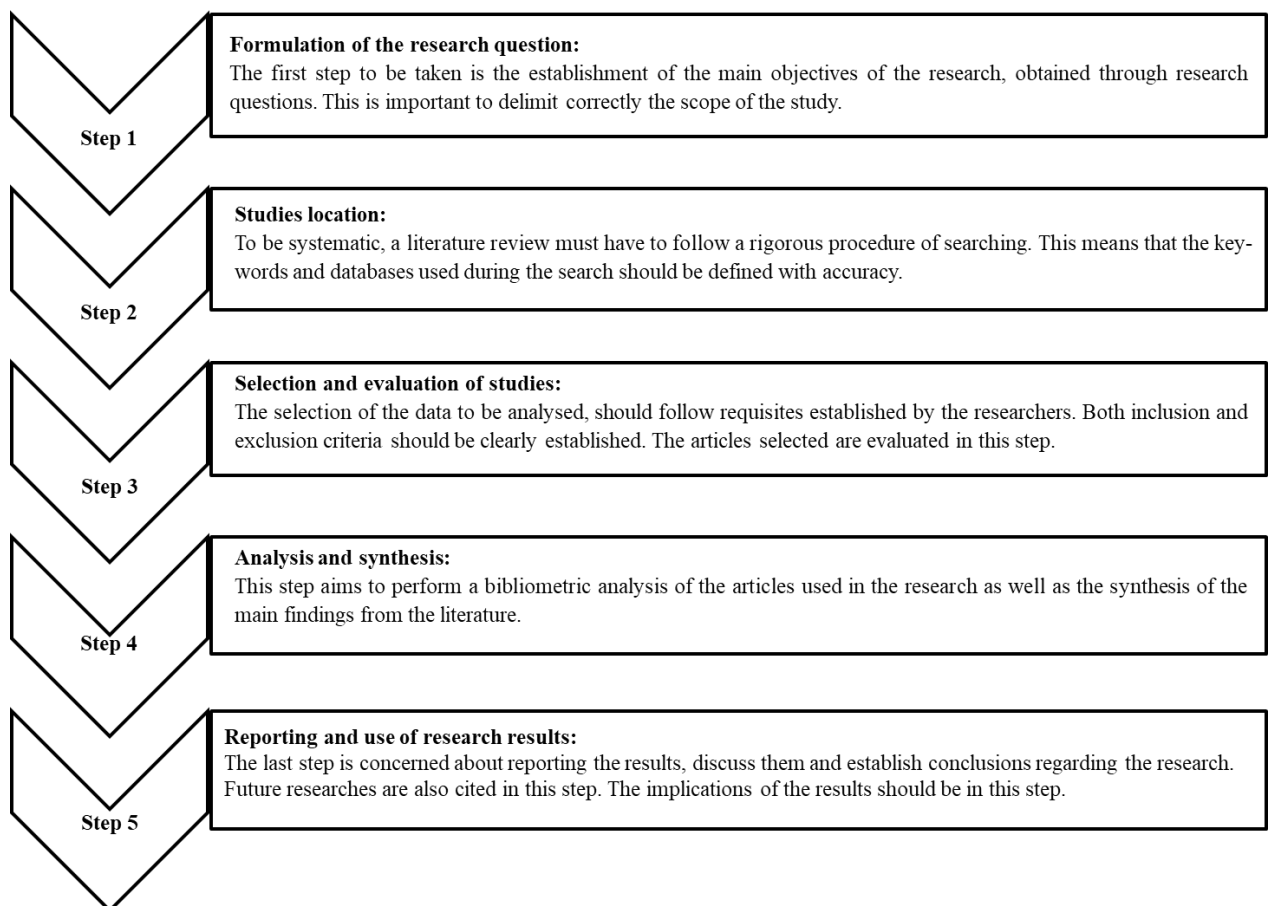 Formulation of the research question:
The first step to be taken is the establishment of the main objectives of the research, obtained through research
questions. This is important to delimit correctly the scope of the study.
Step 1
Studies location:
To be systematic, a literature review must have to follow a rigorous procedure of searching. This means that the key-
words and databases used during the search should be defined with accuracy.
Step 2
Selection and evaluation of studies:
The selection of the data to be analysed, should follow requisites established by the researchers. Both inclusion and
exclusion criteria should be clearly established. The articles selected are evaluated in this step.
Step 3
Analysis and synthesis:
This step aims to perform a bibliometric analysis of the articles used in the research as well as the synthesis of the
main findings from the literature.
Step 4
Reporting and use of research results:
The last step is concerned about reporting the results, discuss them and establish conclusions regarding the research.
Future researches are also cited in this step. The implications of the results should be in this step.
Step 5